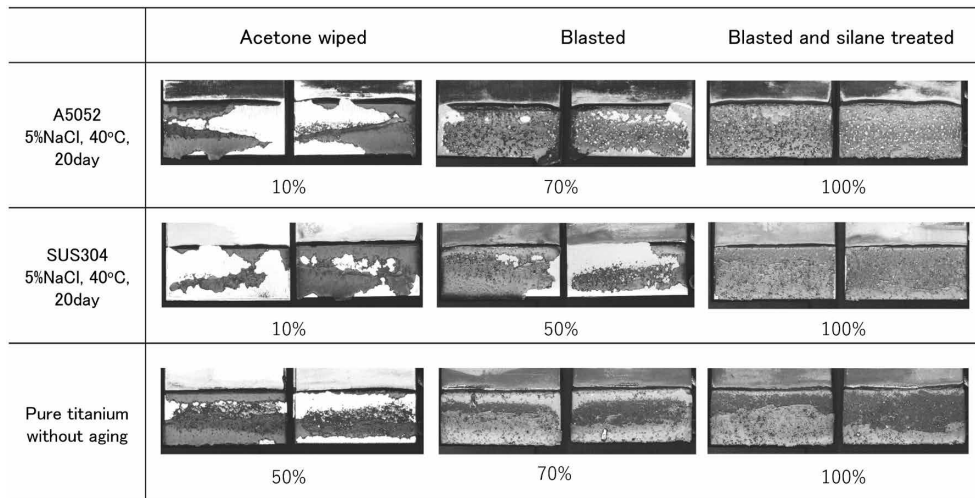 Acetone wiped
Blasted
Blasted and silane treated
A5052
5%NaCl, 40°C,
20day
10%
70%
100%
SUS304
5%NaCl, 40°C,
20day
10%
50%
100%
Pure titanium
without aging
50%
70%
100%